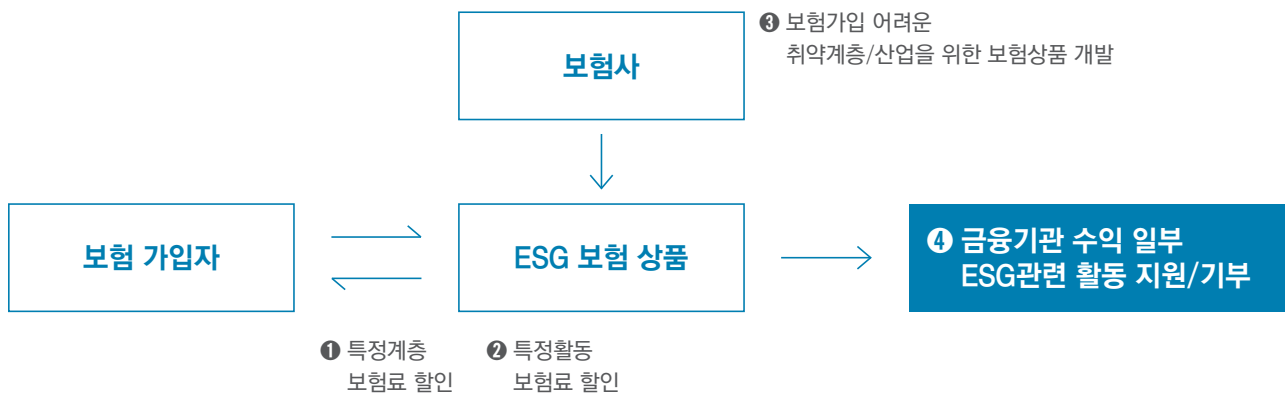 보험사
❸ 보험가입 어려운
취약계층/산업을 위한 보험상품 개발
보험 가입자
ESG 보험 상품
❹ 금융기관 수익 일부
ESG관련 활동 지원/기부
❶ 특정계층
보험료 할인
❷ 특정활동
보험료 할인